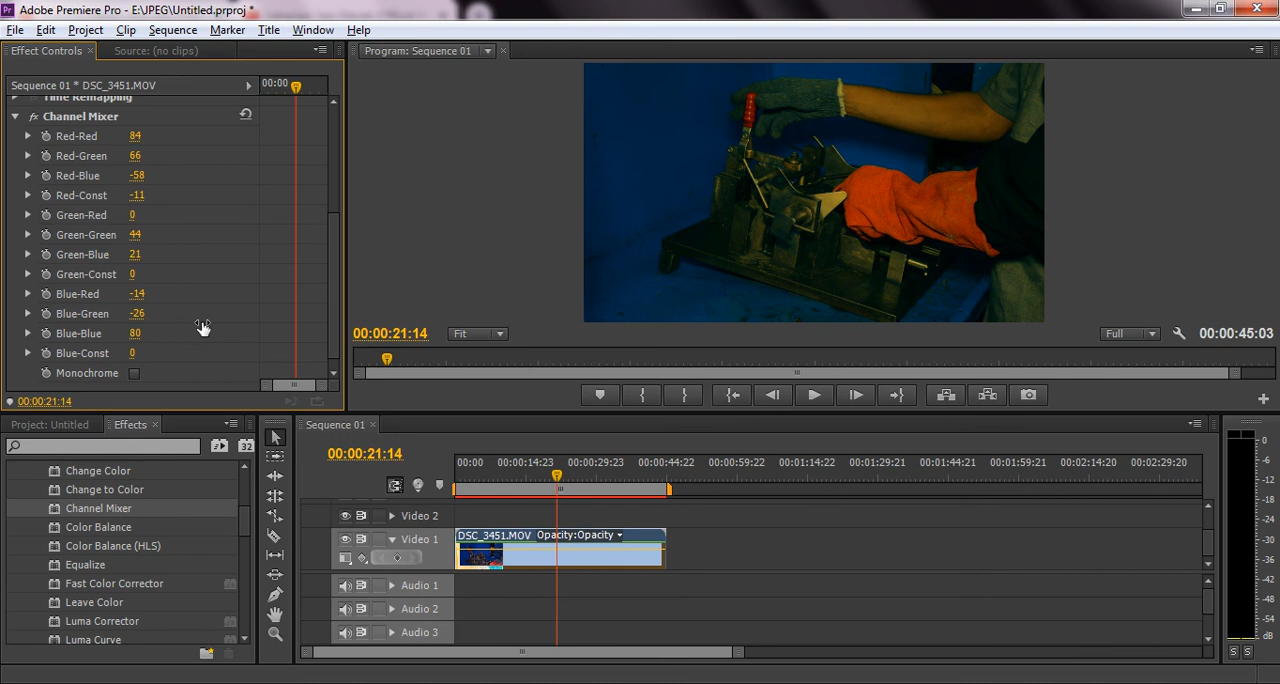 Adobe Premiere Pro - E:\JPEG\Untitled.prproj *
File Edit Project Clip Sequence Marker Title Window Help
Effect Controls × Source: (no clips) Program: Sequence 01
Sequence 01 * DSC_3451.MOV 00:00
Time Remapping
fx Channel Mixer
Red-Red 84
Red-Green 66
Red-Blue -58
Red-Const -11
Green-Red 0
Green-Green 44
Green-Blue 21
Green-Const 0
Blue-Red -14
Blue-Green -26
Blue-Blue 80
Blue-Const 0
Monochrome
00:00:21:14
00:00:21:14 Fit Full 00:00:45:03
Project: Untitled Effects ×
32
Change Color
Change to Color
Channel Mixer
Color Balance
Color Balance (HLS)
Equalize
Fast Color Corrector
Leave Color
Luma Corrector
Luma Curve
Sequence 01 ×
00:00:21:14
00:00 00:00:14:23 00:00:29:23 00:00:44:22 00:00:59:22 00:01:14:22 00:01:29:21 00:01:44:21 00:01:59:21 00:02:14:20 00:02:29:20
Video 2
Video 1 DSC_3451.MOV Opacity:Opacity
Audio 1
Audio 2
Audio 3
0
-6
-12
-18
-24
-30
-36
-42
-48
-54
dB
S S